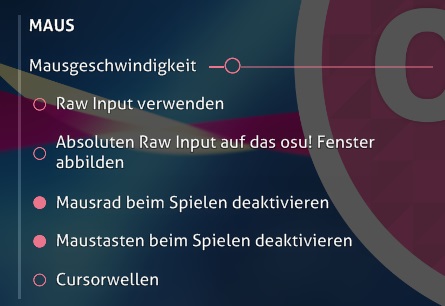 MAUS
Mausgeschwindigkeit
Raw Input verwenden
Absoluten Raw Input auf das osu! Fenster
abbilden
Mausrad beim Spielen deaktivieren
Maustasten beim Spielen deaktivieren
Cursorwellen